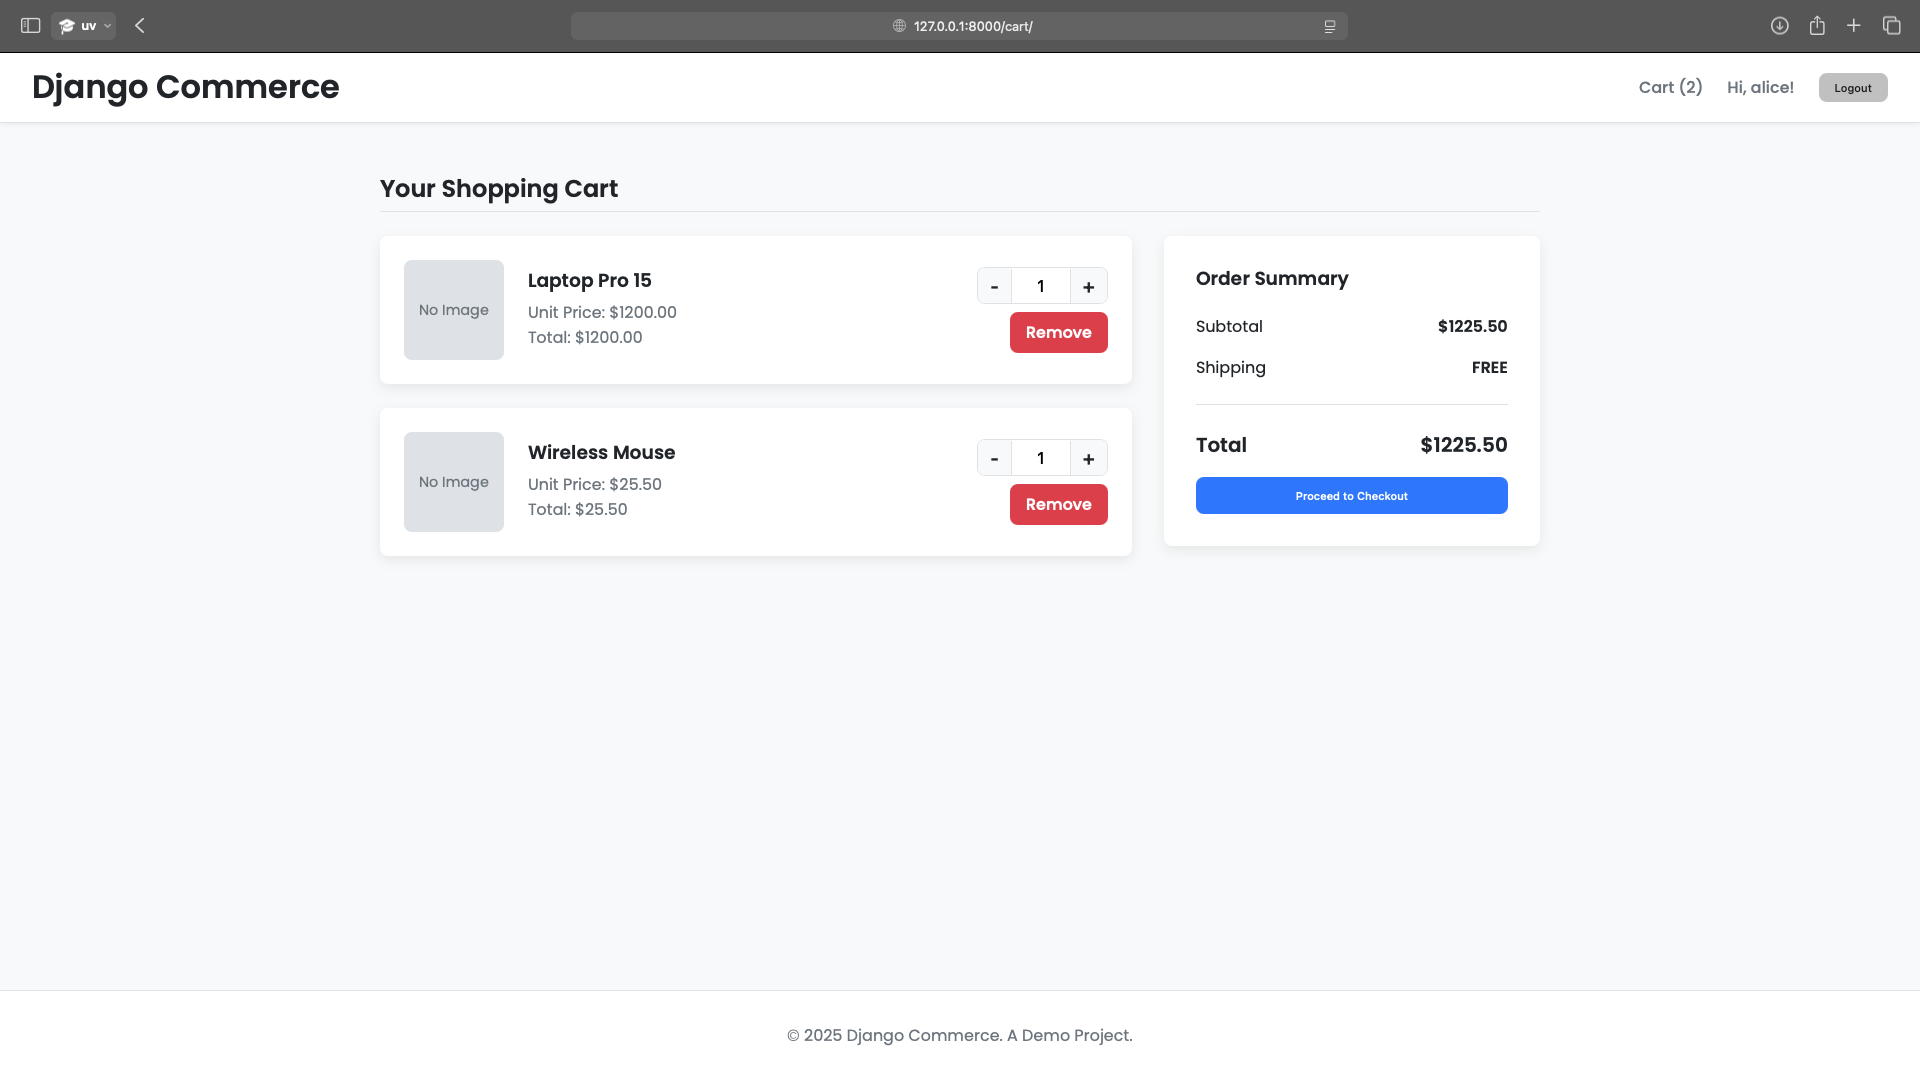 uv
127.0.0.1:8000/cart/
Django Commerce
Cart (2)
Hi, alice!
Logout
Your Shopping Cart
No Image
Laptop Pro 15
Unit Price: $1200.00
Total: $1200.00
- 1 +
Remove
No Image
Wireless Mouse
Unit Price: $25.50
Total: $25.50
- 1 +
Remove
Order Summary
Subtotal $1225.50
Shipping FREE
Total $1225.50
Proceed to Checkout
© 2025 Django Commerce. A Demo Project.